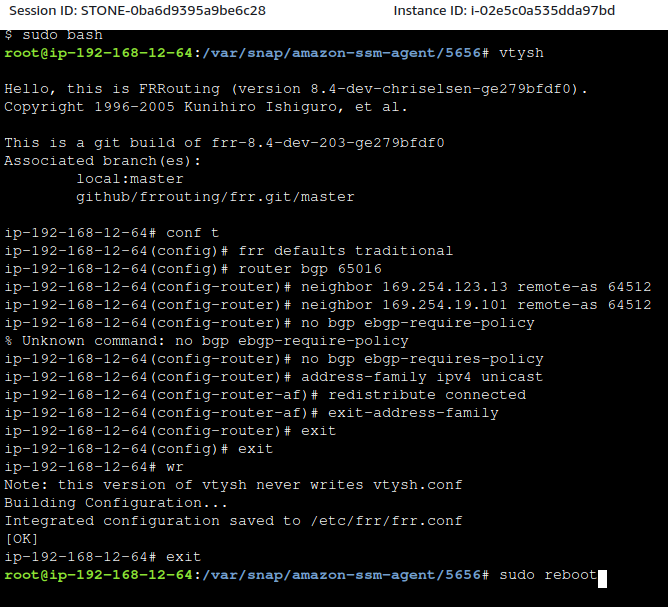 Session ID: STONE-0ba6d9395a9be6c28 Instance ID: i-02e5c0a535dda97bd
$ sudo bash
root@ip-192-168-12-64:/var/snap/amazon-ssm-agent/5656# vtysh
Hello, this is FRRouting (version 8.4-dev-chriselsen-ge279bfdf0).
Copyright 1996-2005 Kunihiro Ishiguro, et al.
This is a git build of frr-8.4-dev-203-ge279bfdf0
Associated branch(es):
local:master
github/frrouting/frr.git/master
ip-192-168-12-64# conf t
ip-192-168-12-64(config)# frr defaults traditional
ip-192-168-12-64(config)# router bgp 65016
ip-192-168-12-64(config-router)# neighbor 169.254.123.13 remote-as 64512
ip-192-168-12-64(config-router)# neighbor 169.254.19.101 remote-as 64512
ip-192-168-12-64(config-router)# no bgp ebgp-require-policy
% Unknown command: no bgp ebgp-require-policy
ip-192-168-12-64(config-router)# no bgp ebgp-requires-policy
ip-192-168-12-64(config-router)# address-family ipv4 unicast
ip-192-168-12-64(config-router-af)# redistribute connected
ip-192-168-12-64(config-router-af)# exit-address-family
ip-192-168-12-64(config-router)# exit
ip-192-168-12-64(config)# exit
ip-192-168-12-64# wr
Note: this version of vtysh never writes vtysh.conf
Building Configuration...
Integrated configuration saved to /etc/frr/frr.conf
[OK]
ip-192-168-12-64# exit
root@ip-192-168-12-64:/var/snap/amazon-ssm-agent/5656# sudo reboot